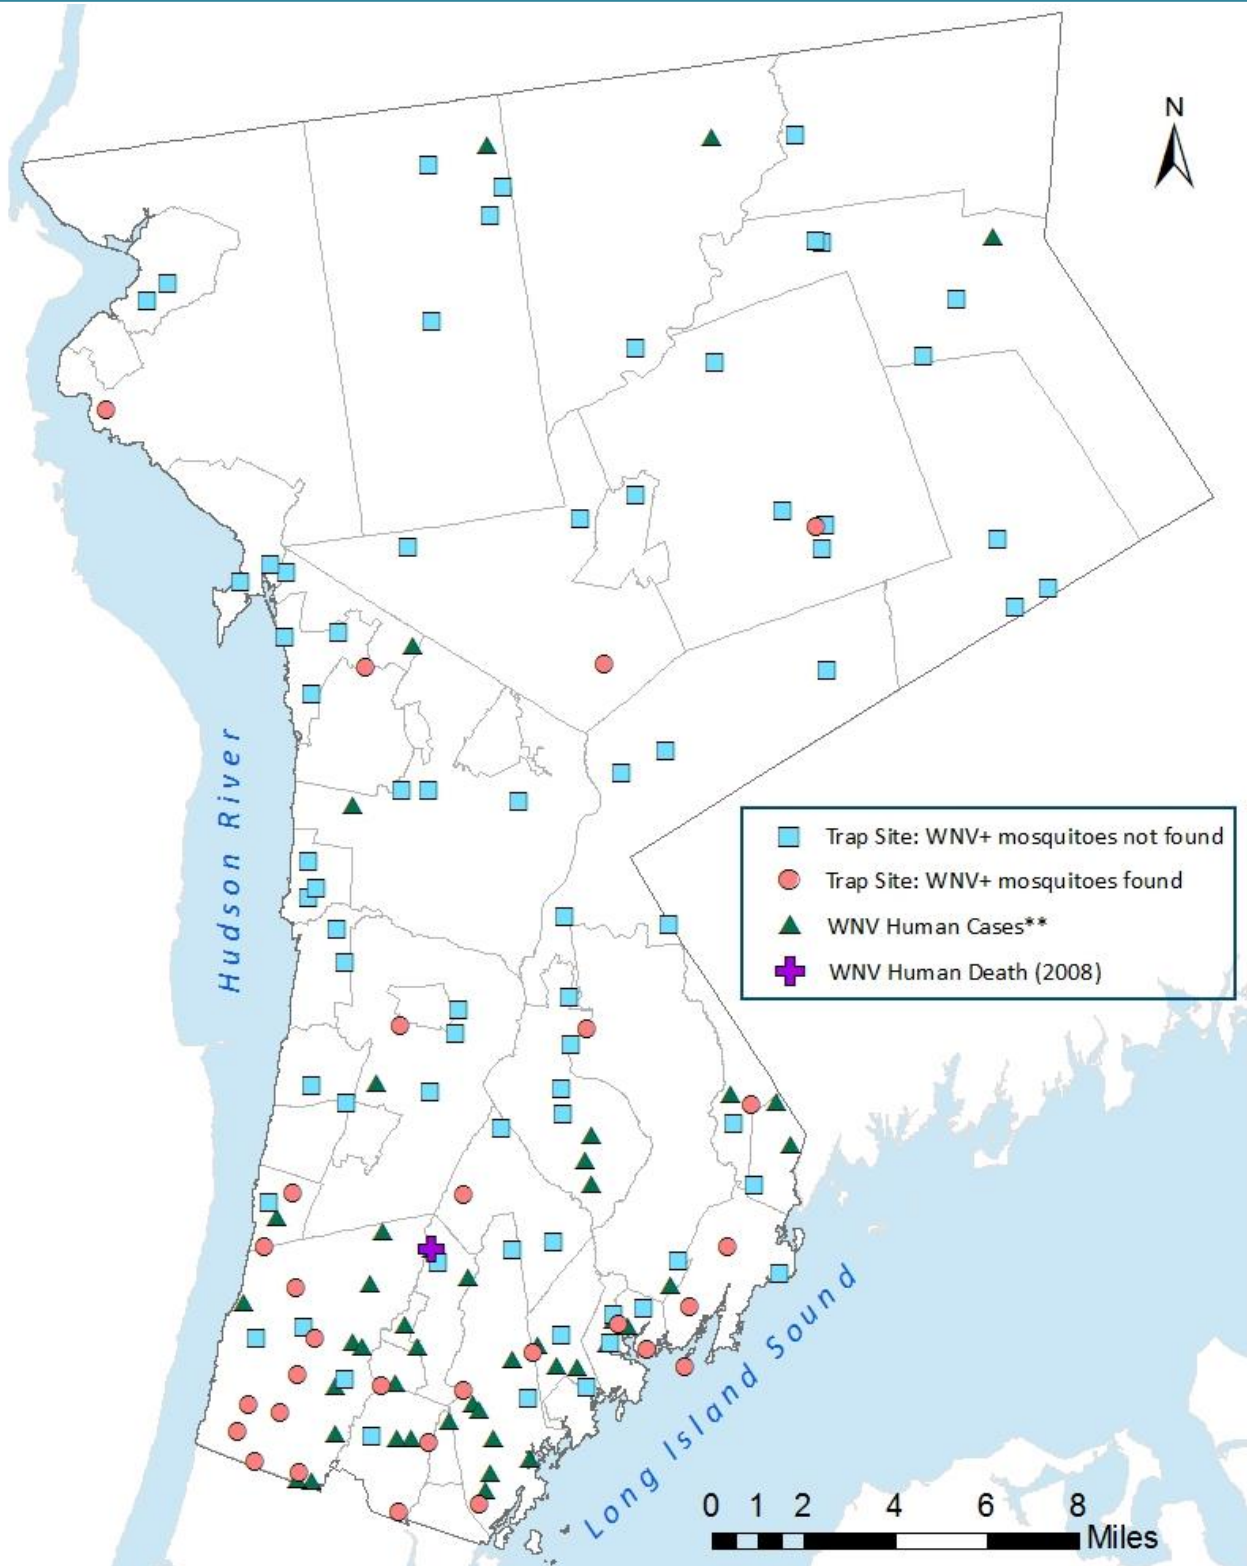 N
Hudson River
Trap Site: WNV+ mosquitoes not found
Trap Site: WNV+ mosquitoes found
WNV Human Cases**
WNV Human Death (2008)
Long Island Sound
0 1 2 4 6 8
Miles